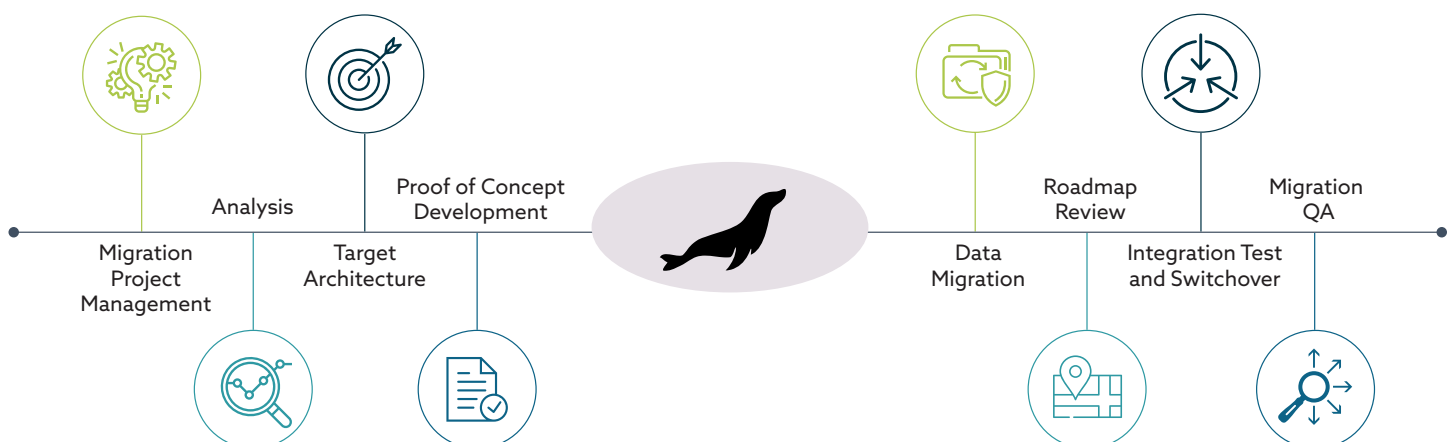 Migration
Project
Management
Analysis
Target
Architecture
Proof of Concept
Development
Data
Migration
Roadmap
Review
Integration Test
and Switchover
Migration
QA